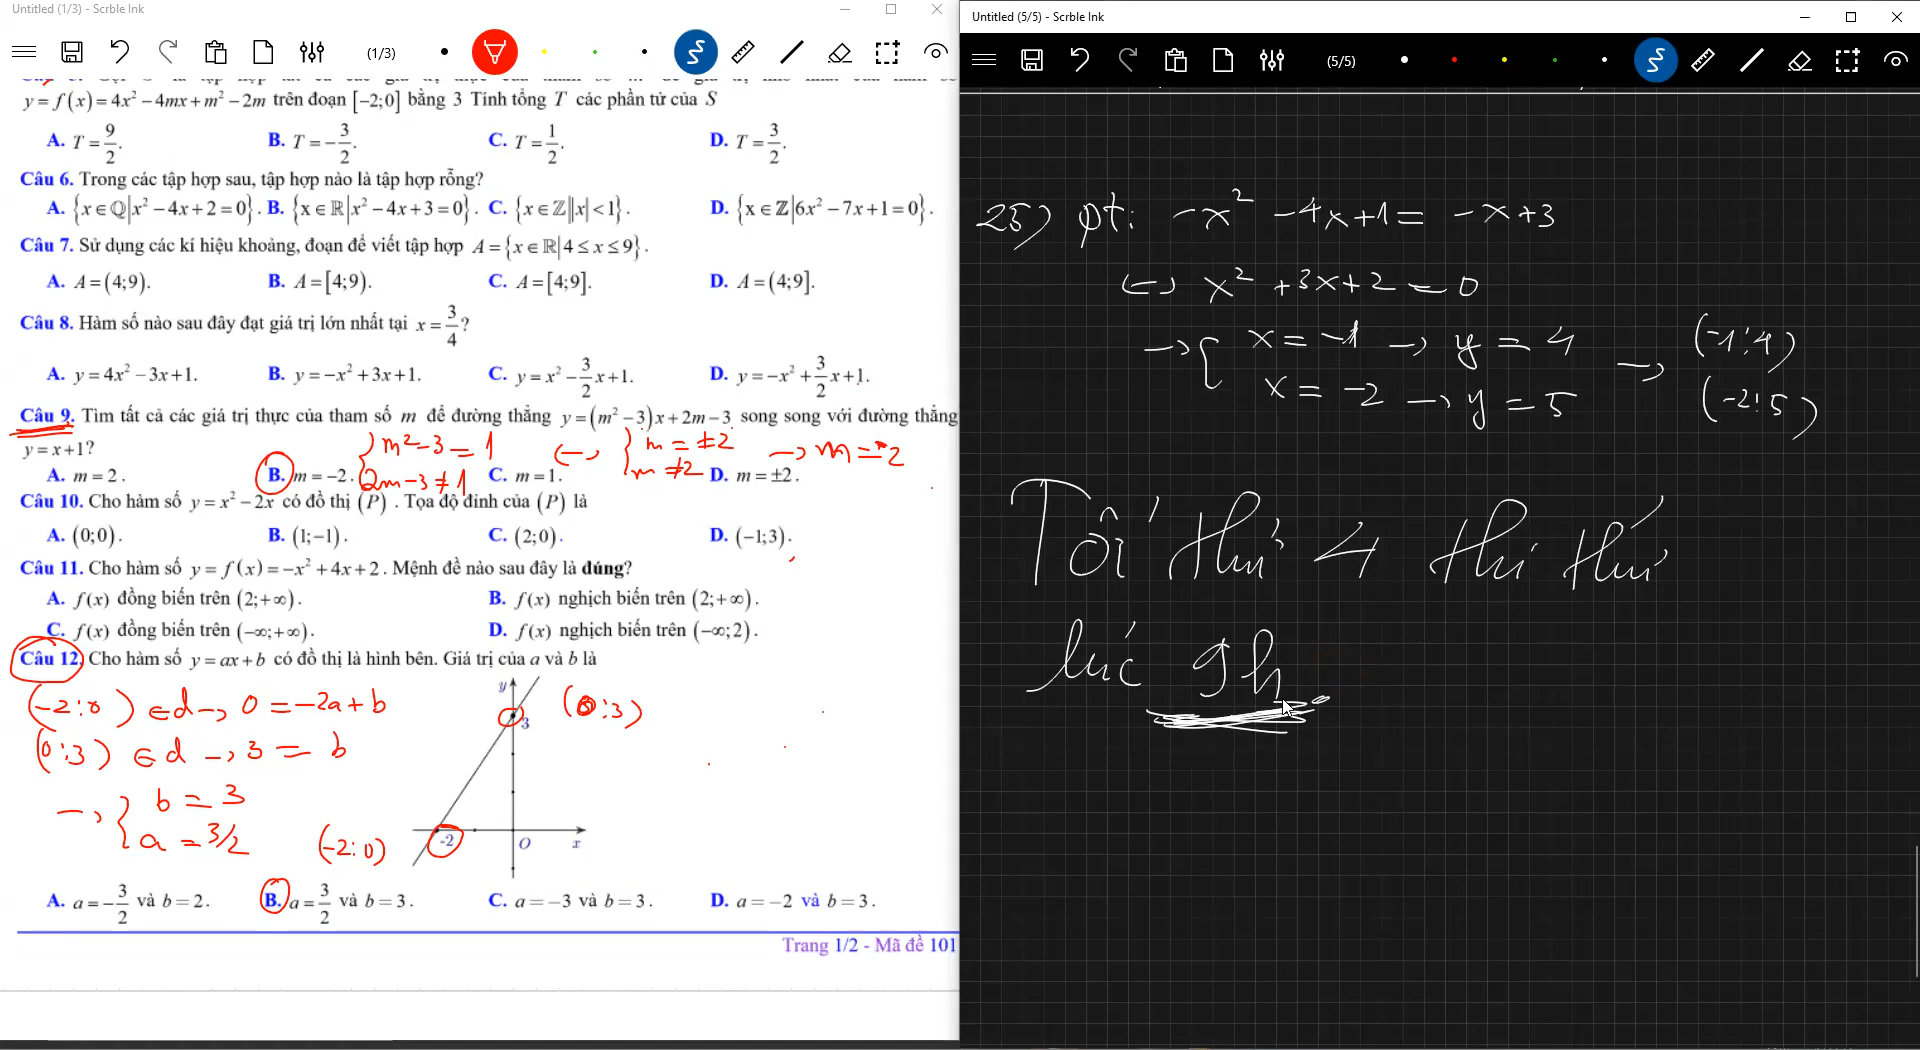 Untitled (1/3) - Scrble Ink
(1/3)
y = f(x) = 4x² − 4mx + m² − 2m trên đoạn [−2;0] bằng 3 Tính tổng T các phần tử của S
A. T = 9/2. B. T = −3/2. C. T = 1/2. D. T = 3/2.
Câu 6. Trong các tập hợp sau, tập hợp nào là tập hợp rỗng?
A. {x∈ℚ|x² − 4x + 2 = 0}. B. {x∈ℝ|x² − 4x + 3 = 0}. C. {x∈ℤ||x| < 1}. D. {x∈ℤ|6x² − 7x + 1 = 0}.
Câu 7. Sử dụng các kí hiệu khoảng, đoạn để viết tập hợp A = {x∈ℝ|4 ≤ x ≤ 9}.
A. A = (4;9). B. A = [4;9). C. A = [4;9]. D. A = (4;9].
Câu 8. Hàm số nào sau đây đạt giá trị lớn nhất tại x = 3/4?
A. y = 4x² − 3x + 1. B. y = −x² + 3x + 1. C. y = x² − 3/2x + 1. D. y = −x² + 3/2x + 1.
Câu 9. Tìm tất cả các giá trị thực của tham số m để đường thẳng y = (m² − 3)x + 2m − 3 song song với đường thẳng
y = x + 1?
{ m² − 3 = 1 ↔ { m = ±2 → m = −2
2m − 3 ≠ 1 m ≠ 2
A. m = 2. B. m = −2. C. m = 1. D. m = ±2.
Câu 10. Cho hàm số y = x² − 2x có đồ thị (P). Tọa độ đỉnh của (P) là
A. (0;0). B. (1;−1). C. (2;0). D. (−1;3).
Câu 11. Cho hàm số y = f(x) = −x² + 4x + 2. Mệnh đề nào sau đây là đúng?
A. f(x) đồng biến trên (2;+∞). B. f(x) nghịch biến trên (2;+∞).
C. f(x) đồng biến trên (−∞;+∞). D. f(x) nghịch biến trên (−∞;2).
Câu 12. Cho hàm số y = ax + b có đồ thị là hình bên. Giá trị của a và b là
(−2;0) ∈ d → 0 = −2a + b
(0;3) ∈ d → 3 = b
→ { b = 3
a = 3/2
y
3
(0;3)
(−2;0)
-2
O
x
A. a = −3/2 và b = 2. B. a = 3/2 và b = 3. C. a = −3 và b = 3. D. a = −2 và b = 3.
Trang 1/2 - Mã đề 101
Untitled (5/5) - Scrble Ink
(5/5)
25) pt: −x² − 4x + 1 = −x + 3
↔ x² + 3x + 2 = 0
→ { x = −1 → y = 4 → (−1;4)
x = −2 → y = 5 (−2;5)
Tối thứ 4 thi thử
lúc 9h.